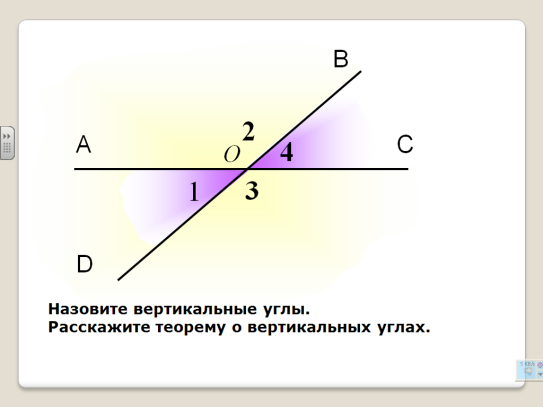 B
A
2
O
4
C
1
3
D
Назовите вертикальные углы.
Расскажите теорему о вертикальных углах.